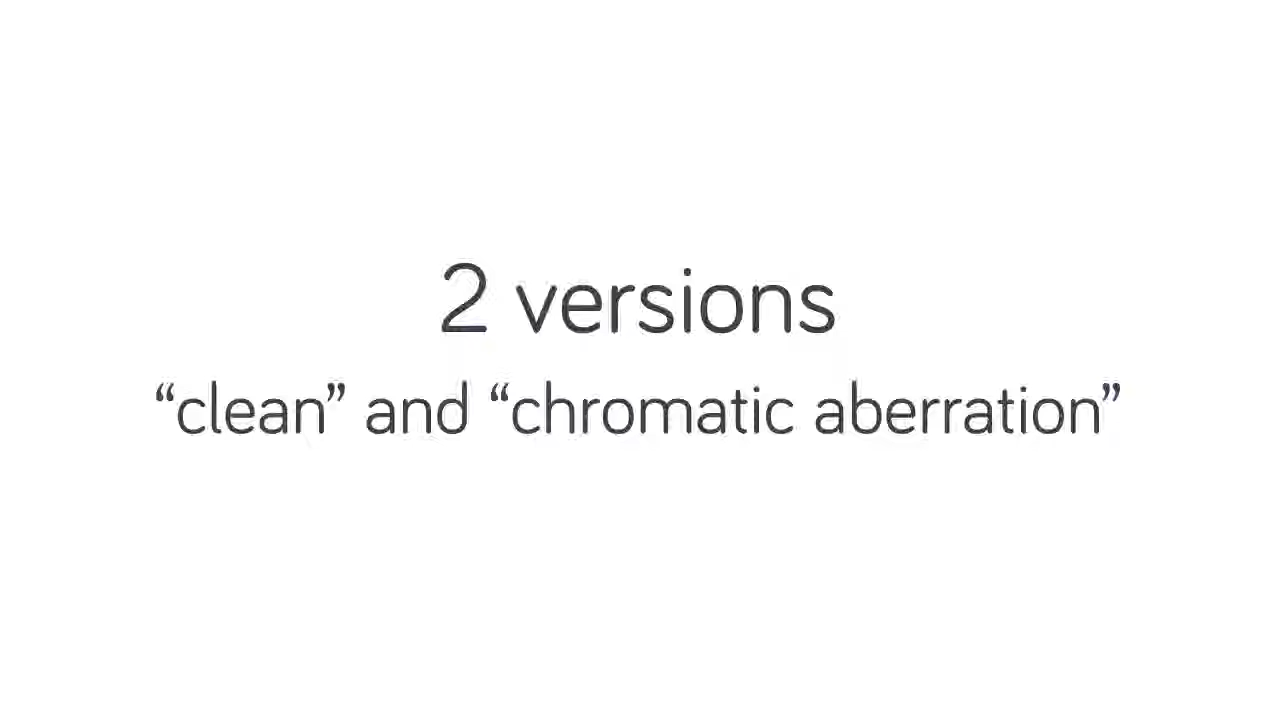 2 versions
“clean” and “chromatic aberration”